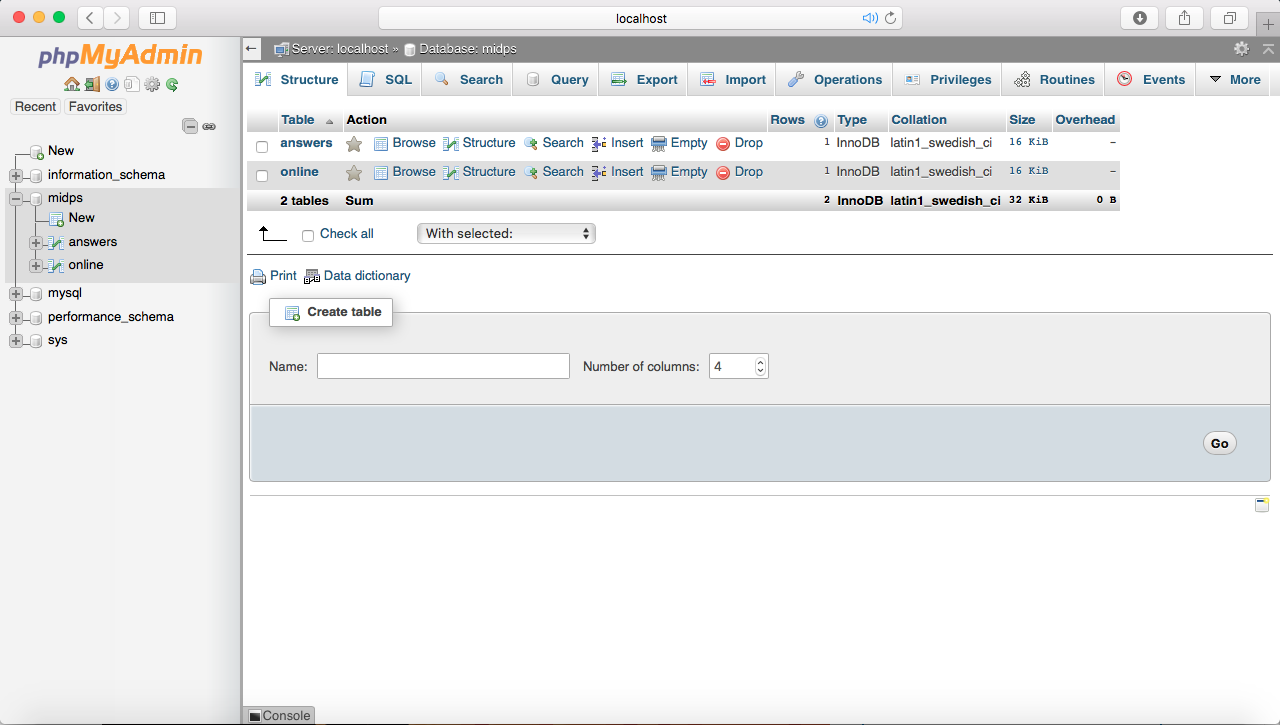 localhost
phpMyAdmin
Recent Favorites
New
information_schema
midps
New
answers
online
mysql
performance_schema
sys
Server: localhost » Database: midps
Structure SQL Search Query Export Import Operations Privileges Routines Events More
Table Action Rows Type Collation Size Overhead
answers Browse Structure Search Insert Empty Drop 1 InnoDB latin1_swedish_ci 16 KiB –
online Browse Structure Search Insert Empty Drop 1 InnoDB latin1_swedish_ci 16 KiB –
2 tables Sum 2 InnoDB latin1_swedish_ci 32 KiB 0 B
Check all With selected:
Print Data dictionary
Create table
Name: Number of columns: 4
Go
Console